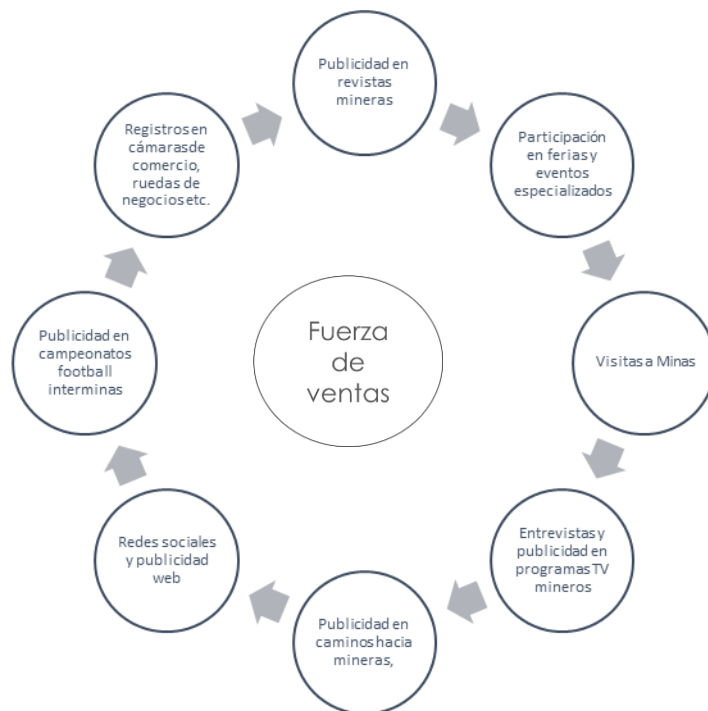 Publicidad en
revistas
mineras
Participación
en ferias y
eventos
especializados
Visitas a Minas
Entrevistas y
publicidad en
programas TV
mineros
Publicidad en
caminos hacia
mineras,
Redes sociales
y publicidad
web
Publicidad en
campeonatos
football
interminas
Registros en
cámaras de
comercio,
ruedas de
negocios etc.
Fuerza
de
ventas